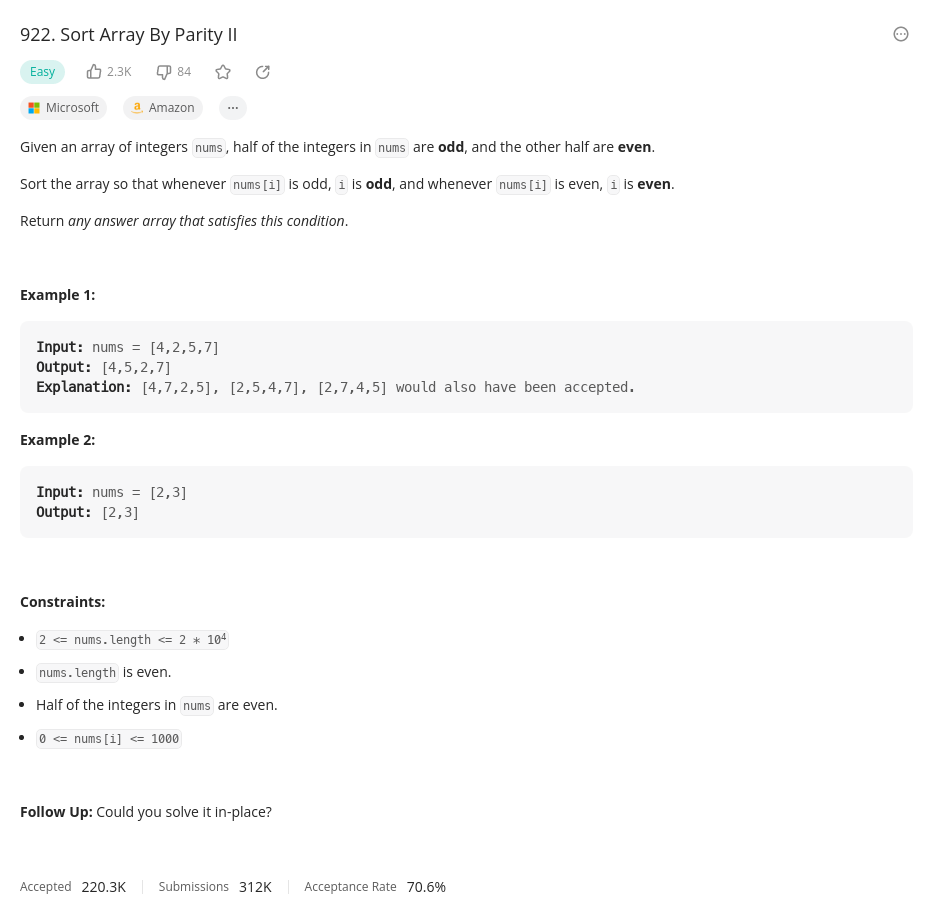 922. Sort Array By Parity II
Easy 2.3K 84
Microsoft Amazon ...
Given an array of integers nums, half of the integers in nums are odd, and the other half are even.
Sort the array so that whenever nums[i] is odd, i is odd, and whenever nums[i] is even, i is even.
Return any answer array that satisfies this condition.
Example 1:
Input: nums = [4,2,5,7]
Output: [4,5,2,7]
Explanation: [4,7,2,5], [2,5,4,7], [2,7,4,5] would also have been accepted.
Example 2:
Input: nums = [2,3]
Output: [2,3]
Constraints:
• 2 <= nums.length <= 2 * 10⁴
• nums.length is even.
• Half of the integers in nums are even.
• 0 <= nums[i] <= 1000
Follow Up: Could you solve it in-place?
Accepted 220.3K Submissions 312K Acceptance Rate 70.6%